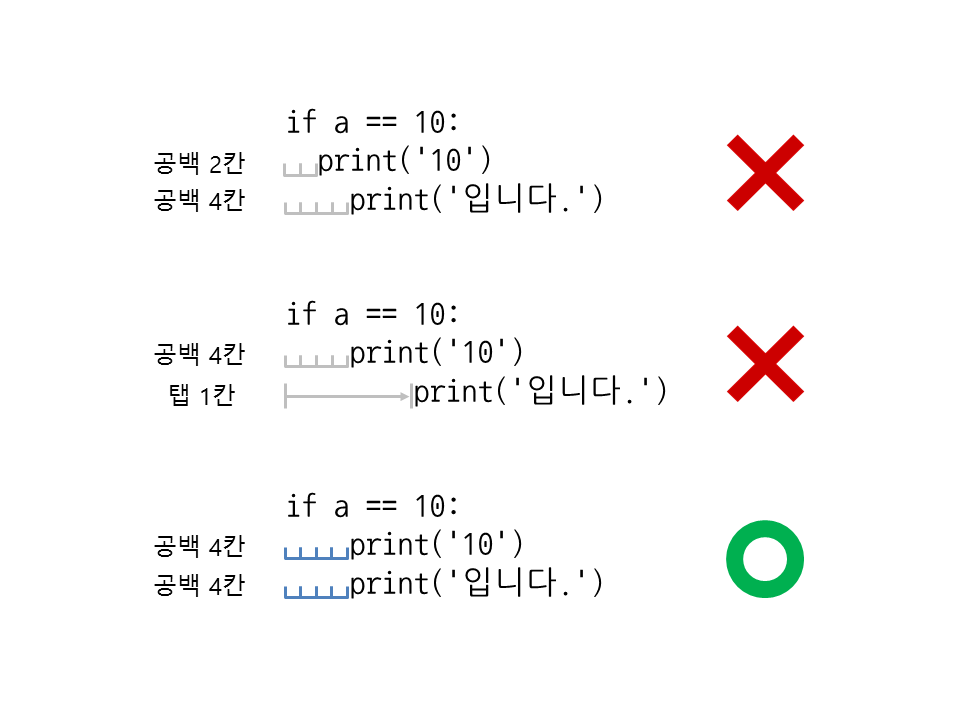 if a == 10:
공백 2칸 print('10')
공백 4칸 print('입니다.')
if a == 10:
공백 4칸 print('10')
탭 1칸 print('입니다.')
if a == 10:
공백 4칸 print('10')
공백 4칸 print('입니다.')